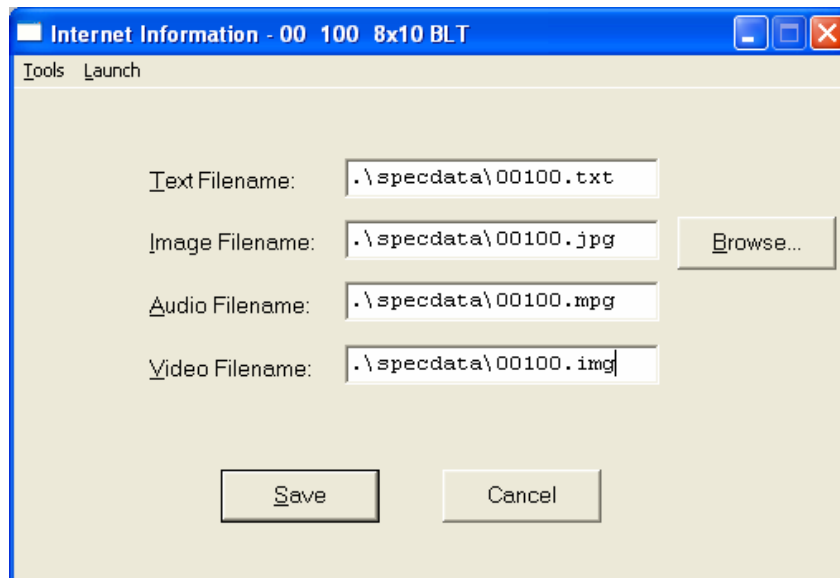 Internet Information - 00 100 8x10 BLT
Tools Launch
Text Filename: .\specdata\00100.txt
Image Filename: .\specdata\00100.jpg Browse...
Audio Filename: .\specdata\00100.mpg
Video Filename: .\specdata\00100.img
Save Cancel